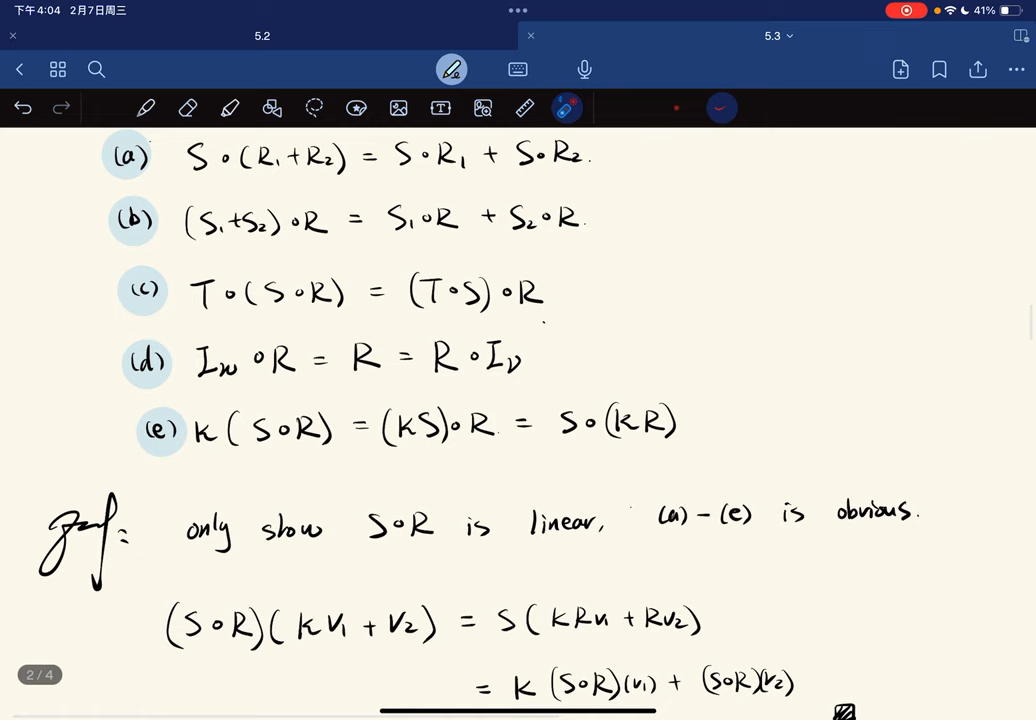 下午4:04 2月7日周三
41%
5.2
5.3
(a) S∘(R₁+R₂) = S∘R₁ + S∘R₂.
(b) (S₁+S₂)∘R = S₁∘R + S₂∘R.
(c) T∘(S∘R) = (T∘S)∘R
(d) I_W∘R = R = R∘I_V
(e) K(S∘R) = (KS)∘R = S∘(KR)
proof: only show S∘R is linear, (a)-(e) is obvious.
(S∘R)(KV₁ + V₂) = S(KRV₁ + RV₂)
= K(S∘R)(V₁) + (S∘R)(V₂)
2/4